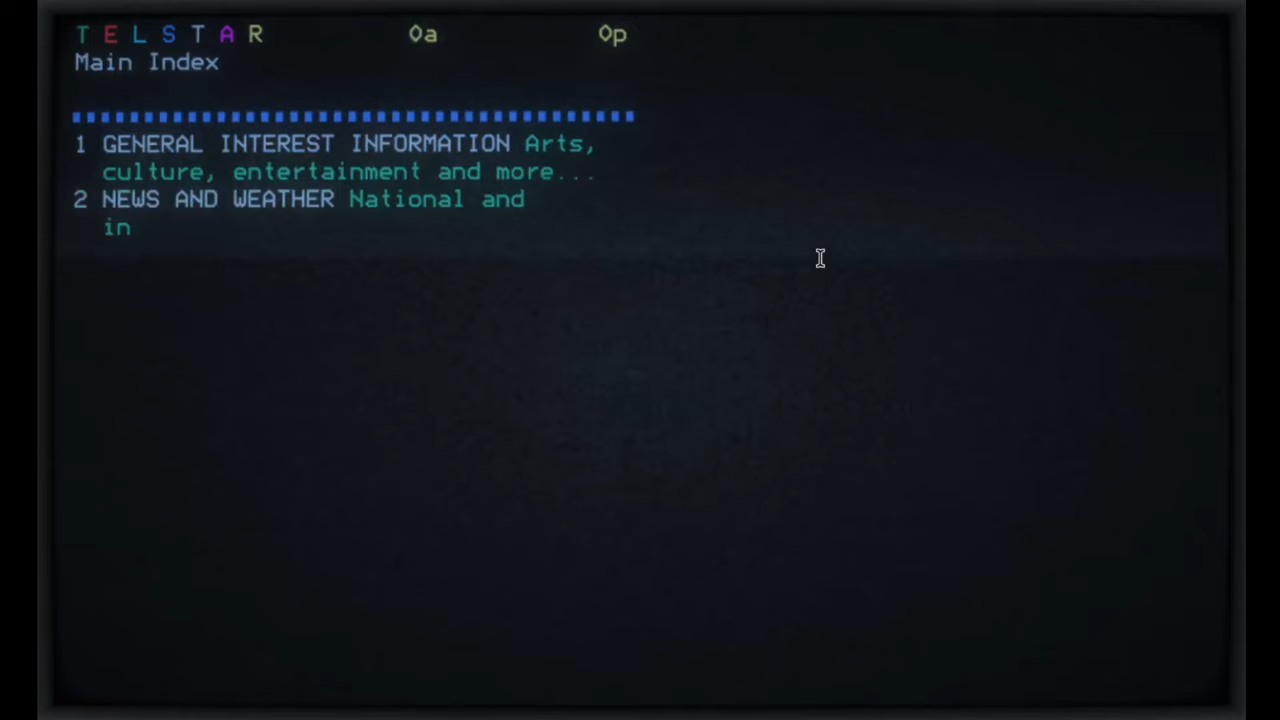 T E L S T A R 0a 0p
Main Index
1 GENERAL INTEREST INFORMATION Arts,
culture, entertainment and more...
2 NEWS AND WEATHER National and
in